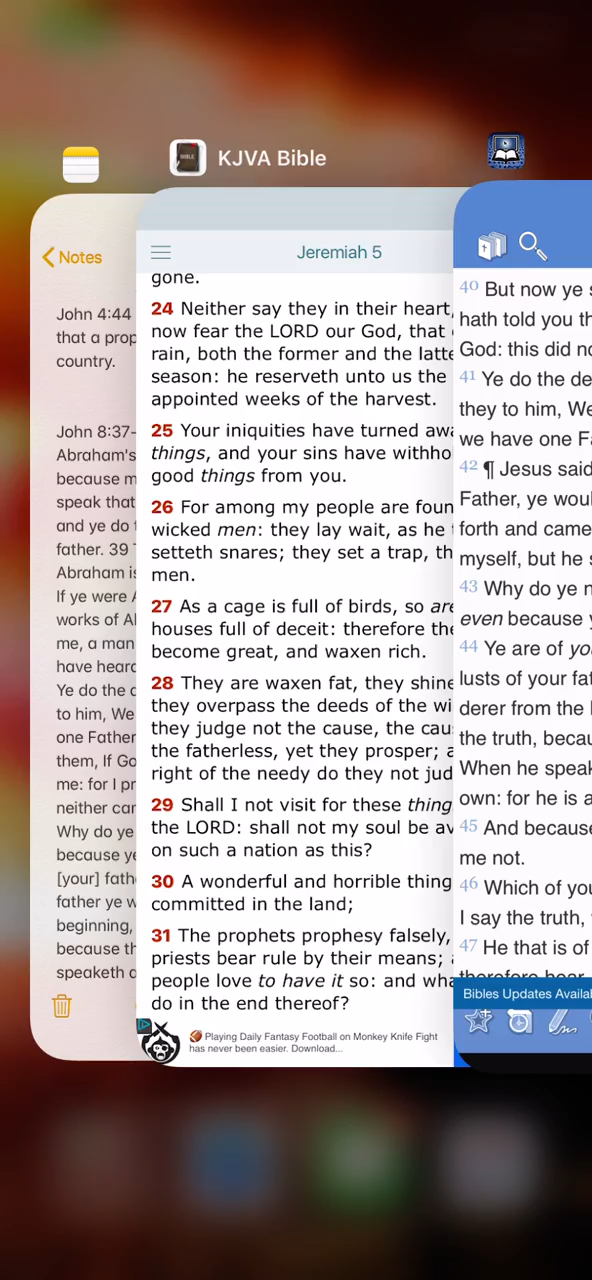 KJVA Bible
Notes
John 4:44
that a prop
country.
John 8:37-
Abraham's
because m
speak that
and ye do
father. 39
Abraham is
If ye were
works of
me, a man
have heard
Ye do the
to him, We
one Father
them, If Go
me: for I pr
neither can
Why do ye
because ye
[your] fath
father ye w
beginning,
because th
speaketh a
Jeremiah 5
gone.
24 Neither say they in their heart,
now fear the LORD our God, that
rain, both the former and the latte
season: he reserveth unto us the
appointed weeks of the harvest.
25 Your iniquities have turned awa
things, and your sins have withho
good things from you.
26 For among my people are foun
wicked men: they lay wait, as he
setteth snares; they set a trap, th
men.
27 As a cage is full of birds, so are
houses full of deceit: therefore the
become great, and waxen rich.
28 They are waxen fat, they shine
they overpass the deeds of the wi
they judge not the cause, the cau
the fatherless, yet they prosper;
right of the needy do they not jud
29 Shall I not visit for these thing
the LORD: shall not my soul be av
on such a nation as this?
30 A wonderful and horrible thing
committed in the land;
31 The prophets prophesy falsely,
priests bear rule by their means;
people love to have it so: and wha
do in the end thereof?
Playing Daily Fantasy Football on Monkey Knife Fight
has never been easier. Download...
40 But now ye s
hath told you th
God: this did no
41 Ye do the de
they to him, We
we have one Fa
42 ¶ Jesus said
Father, ye woul
forth and came
myself, but he s
43 Why do ye n
even because y
44 Ye are of you
lusts of your fat
derer from the
the truth, becau
When he speak
own: for he is a
45 And because
me not.
46 Which of you
I say the truth,
47 He that is of
therefore hear
Bibles Updates Availal